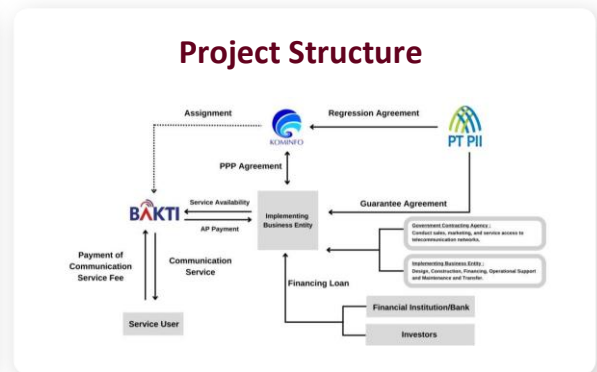 Project Structure
Assignment
Regression Agreement
KOMINFO
PT PII
PPP Agreement
Guarantee Agreement
Service Availability
BAKTI
AP Payment
Implementing
Business Entity
Government Contracting Agency :
Conduct sales, marketing, and service access to
telecommunication networks.
Implementing Business Entity :
Design, Construction, Financing, Operational Support
and Maintenance and Transfer.
Payment of
Communication
Service Fee
Communication
Service
Financing Loan
Service User
Financial Institution/Bank
Investors